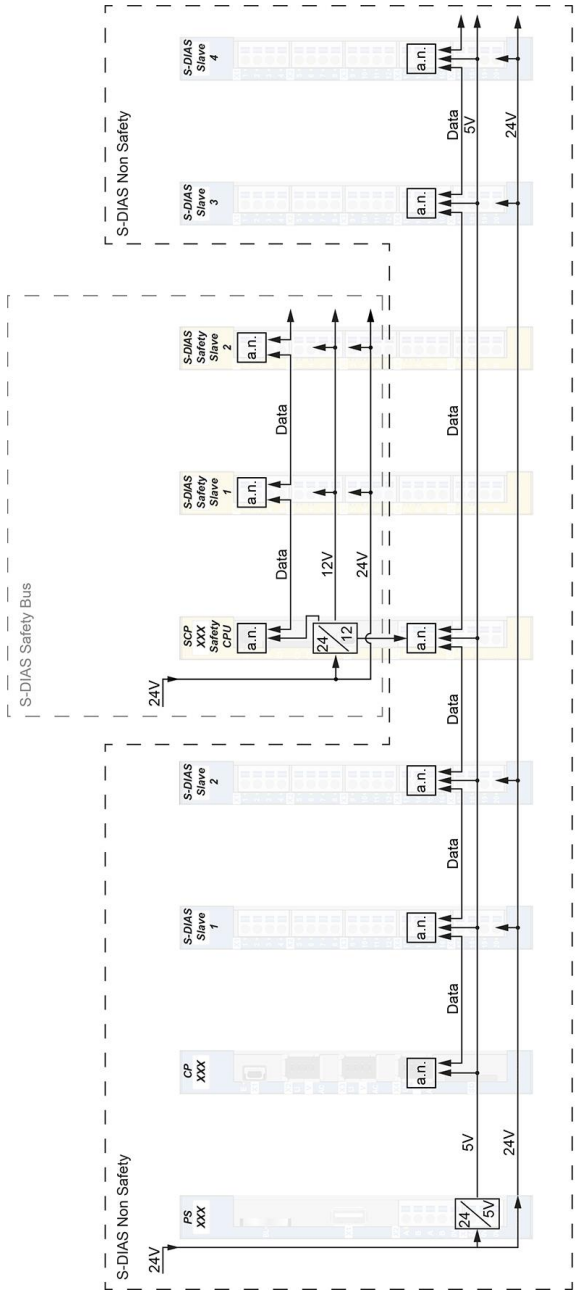 S-DIAS Safety Bus
S-DIAS Non Safety
S-DIAS Non Safety
24V
24V
PS
XXX
CP
XXX
S-DIAS
Slave
1
S-DIAS
Slave
2
SCP
XXX
Safety
CPU
S-DIAS
Safety
Slave
1
S-DIAS
Safety
Slave
2
S-DIAS
Slave
3
S-DIAS
Slave
4
a.n.
Data
a.n.
Data
a.n.
24
12
12V
24V
a.n.
Data
a.n.
Data
a.n.
Data
a.n.
Data
a.n.
Data
a.n.
24
5V
5V
5V
24V
24V